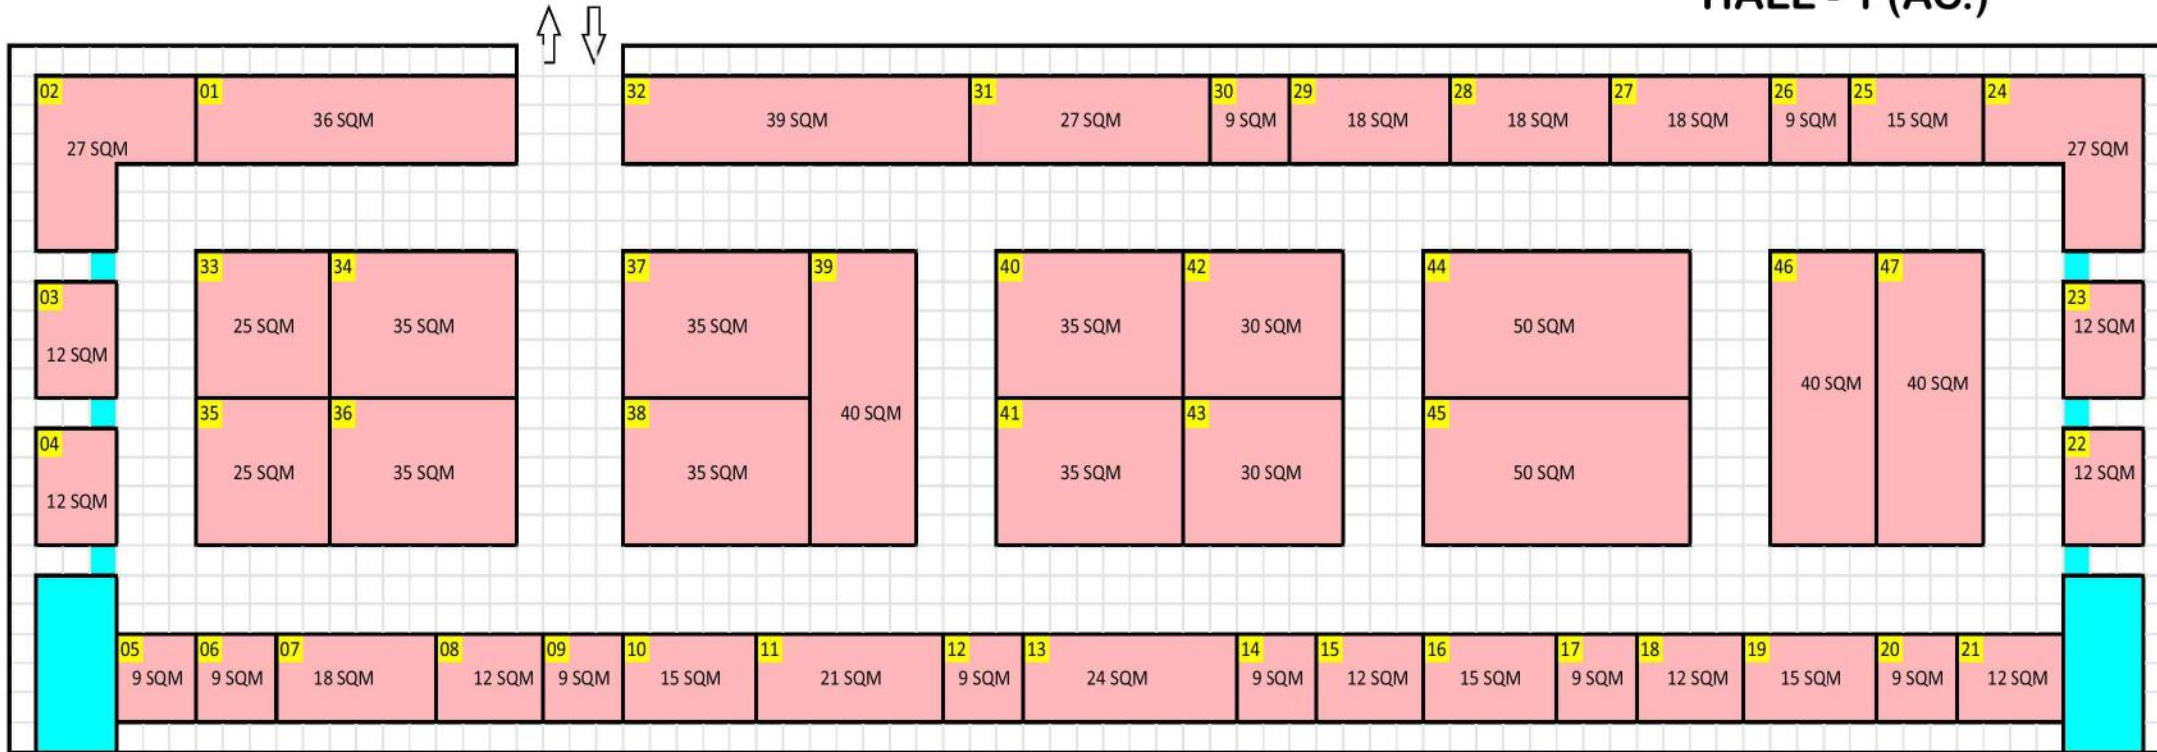 HALL - 1 (AC.)
02
27 SQM
01
36 SQM
32
39 SQM
31
27 SQM
30
9 SQM
29
18 SQM
28
18 SQM
27
18 SQM
26
9 SQM
25
15 SQM
24
27 SQM
03
12 SQM
04
12 SQM
33
25 SQM
34
35 SQM
35
25 SQM
36
35 SQM
37
35 SQM
38
35 SQM
39
40 SQM
40
35 SQM
42
30 SQM
41
35 SQM
43
30 SQM
44
50 SQM
45
50 SQM
46
40 SQM
47
40 SQM
23
12 SQM
22
12 SQM
05
9 SQM
06
9 SQM
07
18 SQM
08
12 SQM
09
9 SQM
10
15 SQM
11
21 SQM
12
9 SQM
13
24 SQM
14
9 SQM
15
12 SQM
16
15 SQM
17
9 SQM
18
12 SQM
19
15 SQM
20
9 SQM
21
12 SQM